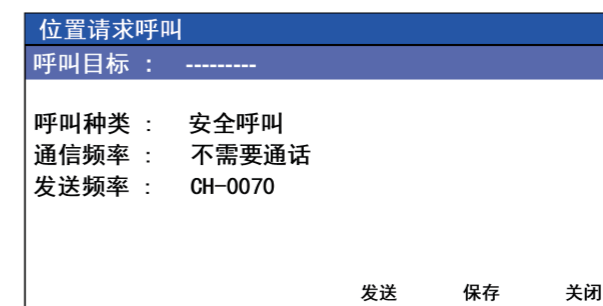 位置请求呼叫
呼叫目标 : ---------
呼叫种类 : 安全呼叫
通信频率 : 不需要通话
发送频率 : CH-0070
发送 保存 关闭